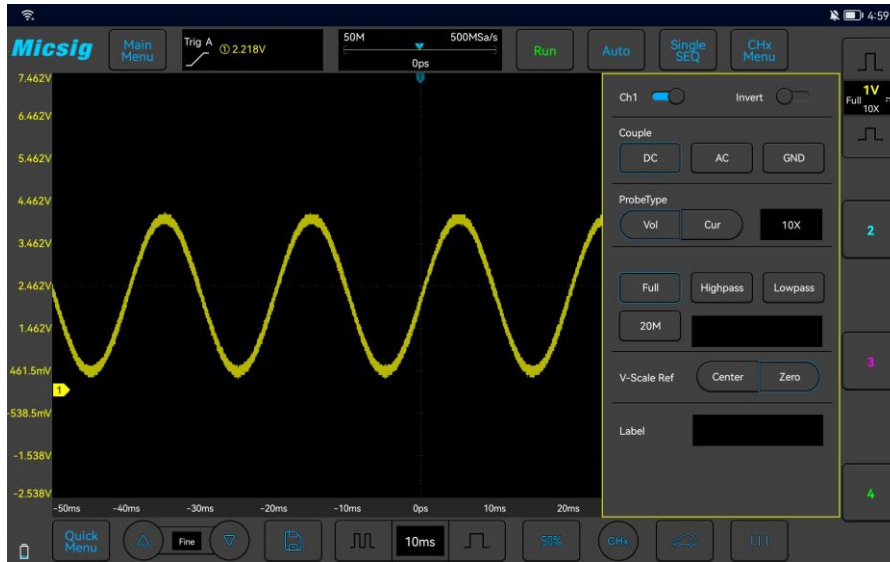 4:59
Micsig
Main Menu
Trig A
① 2.218V
50M 500MSa/s
0ps
Run
Auto
Single SEQ
CHx Menu
T
7.462V
6.462V
5.462V
4.462V
3.462V
2.462V
1.462V
461.5mV
1
-538.5mV
-1.538V
-2.538V
-50ms -40ms -30ms -20ms -10ms 0ps 10ms 20ms
Ch1 Invert
Couple
DC AC GND
ProbeType
Vol Cur 10X
Full Highpass Lowpass
20M
V-Scale Ref Center Zero
Label
1V
Full 10X
2
3
4
Quick Menu
Fine
10ms
50%
CHx